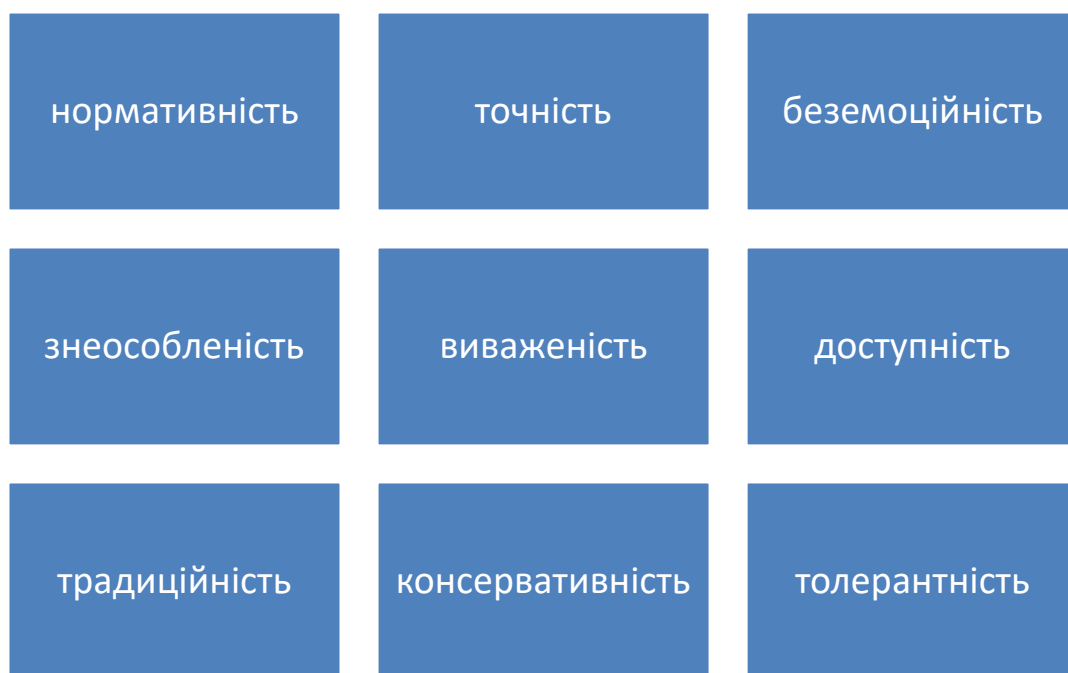 нормативність
точність
беземоційність
знеособленість
виваженість
доступність
традиційність
консервативність
толерантність